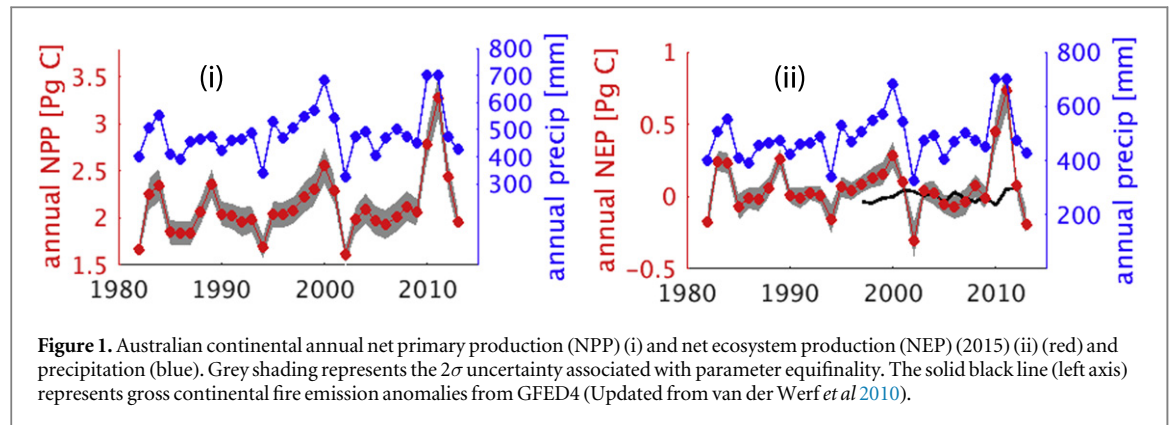 (i)
annual NPP [Pg C]
3.5
3
2.5
2
1.5
1980 1990 2000 2010
800
700
600
500
400
300
annual precip [mm]
(ii)
annual NEP [Pg C]
1
0.5
0
−0.5
1980 1990 2000 2010
800
600
400
200
annual precip [mm]
Figure 1. Australian continental annual net primary production (NPP) (i) and net ecosystem production (NEP) (2015) (ii) (red) and
precipitation (blue). Grey shading represents the 2σ uncertainty associated with parameter equifinality. The solid black line (left axis)
represents gross continental fire emission anomalies from GFED4 (Updated from van der Werf et al 2010).